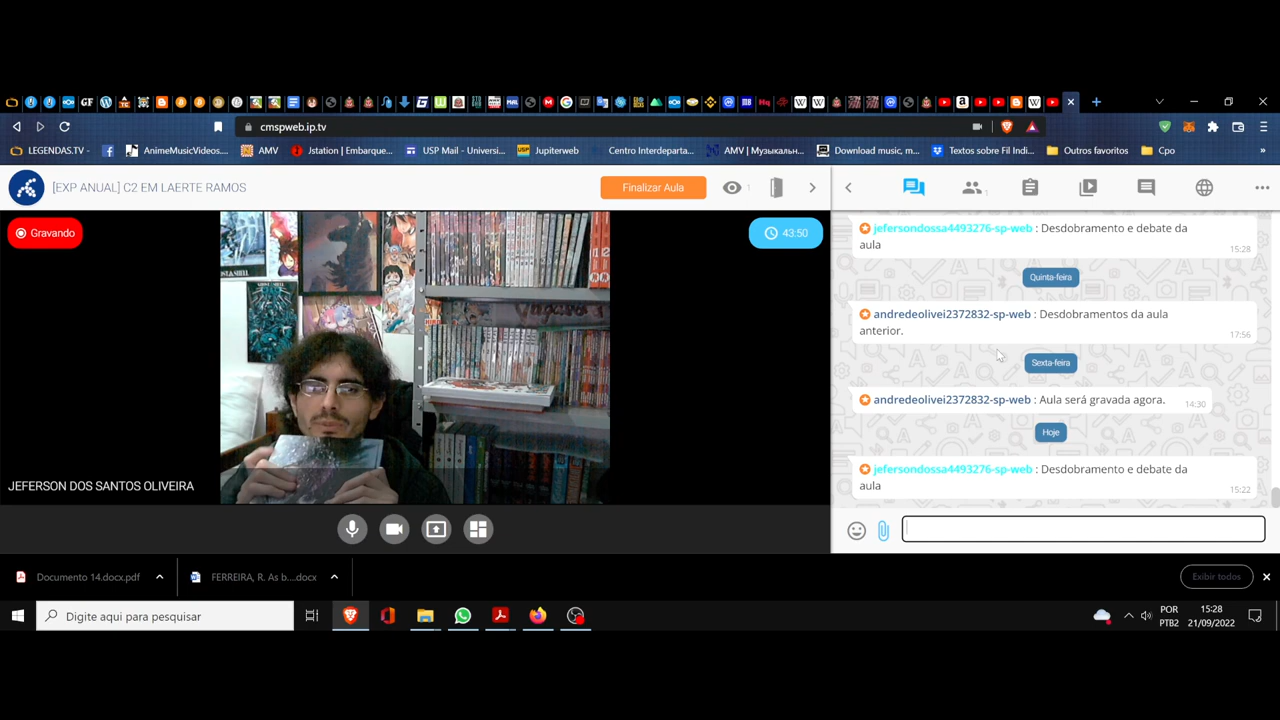 cmspweb.ip.tv
LEGENDAS.TV
AnimeMusicVideos...
AMV
Jstation | Embarque...
USP Mail - Universi...
Jupiterweb
Centro Interdeparta...
AMV | Музыкальн...
Download music, m...
Textos sobre Fil Indi...
Outros favoritos
Cpo
[EXP ANUAL] C2 EM LAERTE RAMOS
Finalizar Aula
1
1
Gravando
43:50
JEFERSON DOS SANTOS OLIVEIRA
jefersondossa4493276-sp-web : Desdobramento e debate da
aula
15:28
Quinta-feira
andredeolivei2372832-sp-web : Desdobramentos da aula
anterior.
17:56
Sexta-feira
andredeolivei2372832-sp-web : Aula será gravada agora.
14:30
Hoje
jefersondossa4493276-sp-web : Desdobramento e debate da
aula
15:22
Documento 14.docx.pdf
FERREIRA, R. As b....docx
Exibir todos
Digite aqui para pesquisar
POR
PTB2
15:28
21/09/2022